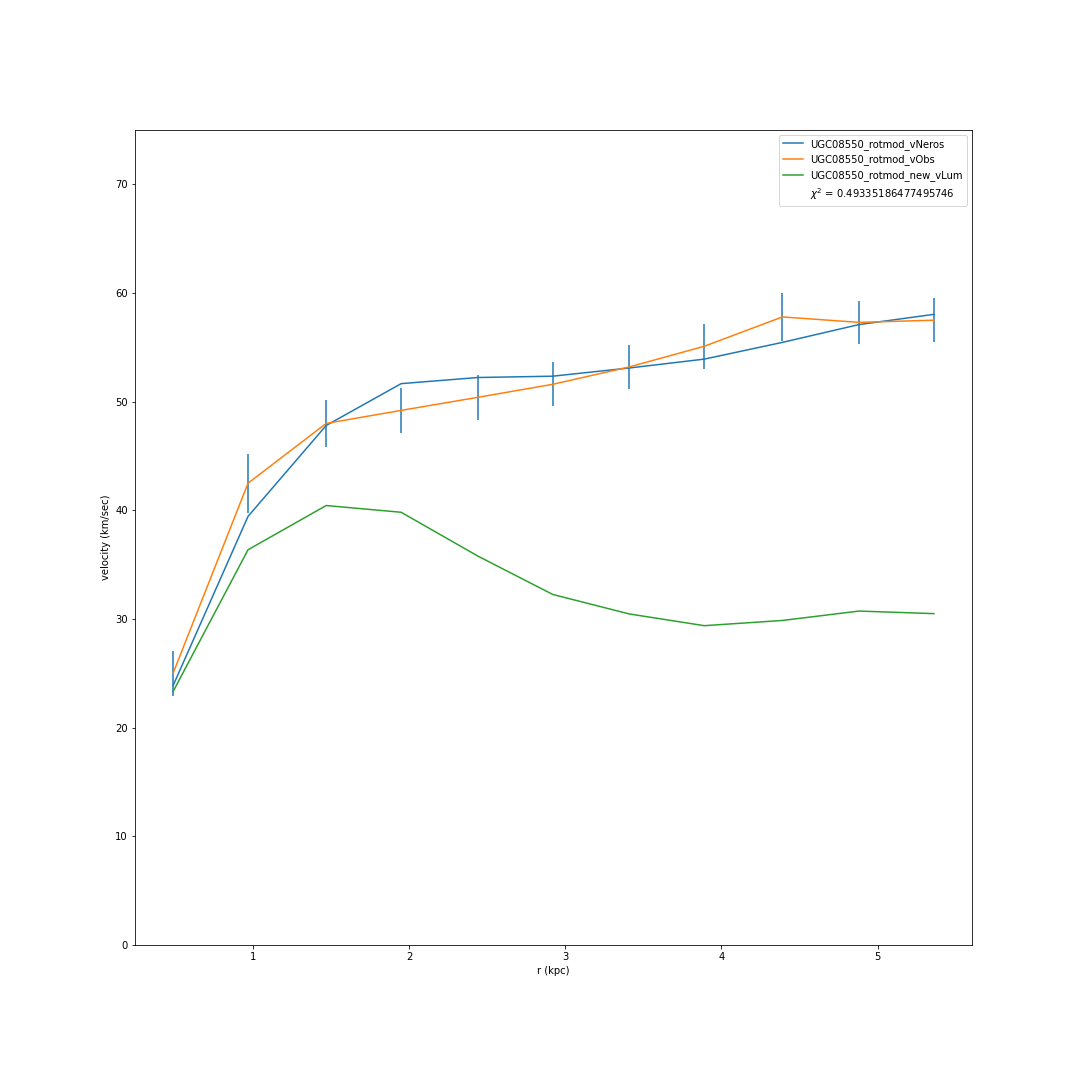 UGC08550_rotmod_vNeros
UGC08550_rotmod_vObs
UGC08550_rotmod_new_vLum
χ² = 0.49335186477495746
70
60
50
40
30
20
10
0
velocity (km/sec)
1 2 3 4 5
r (kpc)